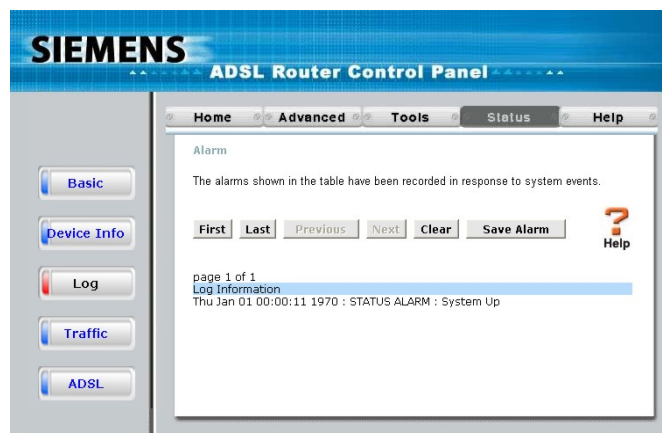 SIEMENS
ADSL Router Control Panel
Home Advanced Tools Status Help
Alarm
The alarms shown in the table have been recorded in response to system events.
First Last Previous Next Clear Save Alarm
Help
page 1 of 1
Log Information
Thu Jan 01 00:00:11 1970 : STATUS ALARM : System Up
Basic
Device Info
Log
Traffic
ADSL